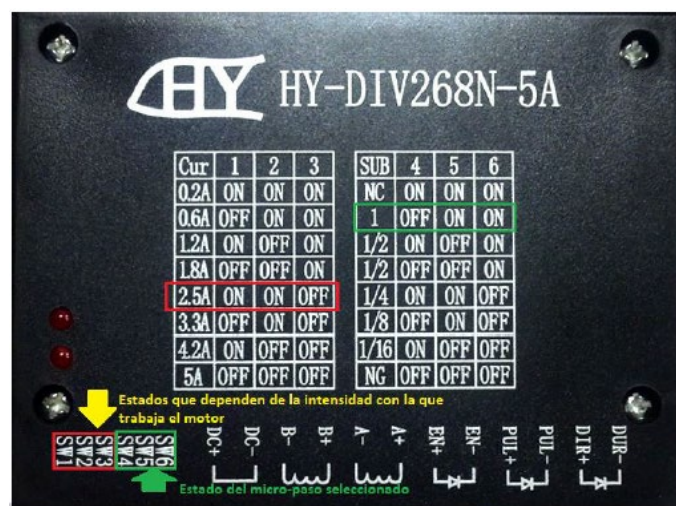 HY HY-DIV268N-5A
Cur 1 2 3
0.2A ON ON ON
0.6A OFF ON ON
1.2A ON OFF ON
1.8A OFF OFF ON
2.5A ON ON OFF
3.3A OFF ON OFF
4.2A ON OFF OFF
5A OFF OFF OFF
SUB 4 5 6
NC ON ON ON
1 OFF ON ON
1/2 ON OFF ON
1/2 OFF OFF ON
1/4 ON ON OFF
1/8 OFF ON OFF
1/16 ON OFF OFF
NG OFF OFF OFF
Estados que dependen de la intensidad con la que
trabaja el motor
SW1
SW2
SW3
SW4
SW5
SW6
DC+
DC-
B-
B+
A-
A+
EN+
EN-
PUL+
PUL-
DIR+
DUR-
Estado del micro-paso seleccionado